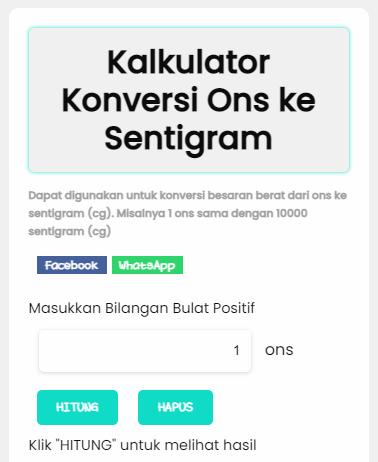 Kalkulator
Konversi Ons ke
Sentigram
Dapat digunakan untuk konversi besaran berat dari ons ke
sentigram (cg). Misalnya 1 ons sama dengan 10000
sentigram (cg)
Facebook WhatsApp
Masukkan Bilangan Bulat Positif
1 ons
HITUNG HAPUS
Klik "HITUNG" untuk melihat hasil